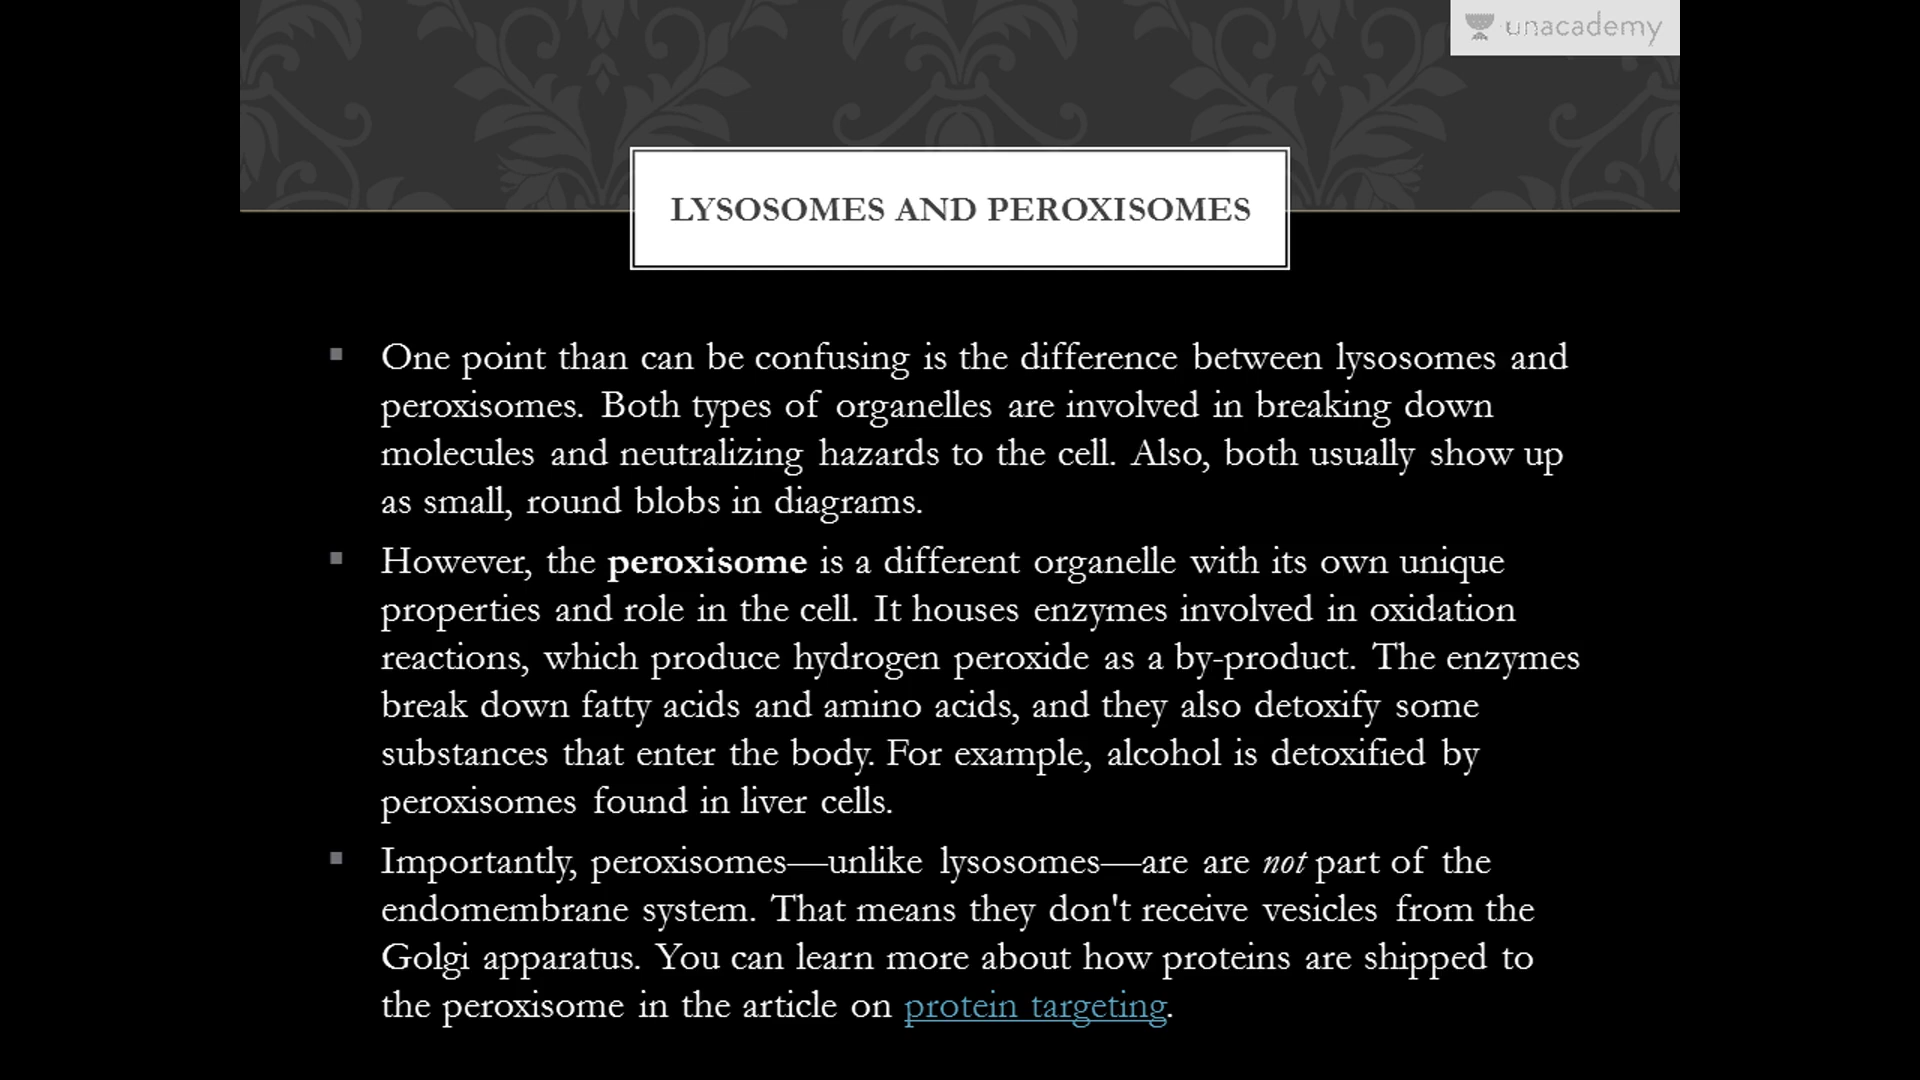 unacademy
LYSOSOMES AND PEROXISOMES
▪ One point than can be confusing is the difference between lysosomes and
peroxisomes. Both types of organelles are involved in breaking down
molecules and neutralizing hazards to the cell. Also, both usually show up
as small, round blobs in diagrams.
▪ However, the peroxisome is a different organelle with its own unique
properties and role in the cell. It houses enzymes involved in oxidation
reactions, which produce hydrogen peroxide as a by-product. The enzymes
break down fatty acids and amino acids, and they also detoxify some
substances that enter the body. For example, alcohol is detoxified by
peroxisomes found in liver cells.
▪ Importantly, peroxisomes—unlike lysosomes—are are not part of the
endomembrane system. That means they don't receive vesicles from the
Golgi apparatus. You can learn more about how proteins are shipped to
the peroxisome in the article on protein targeting.